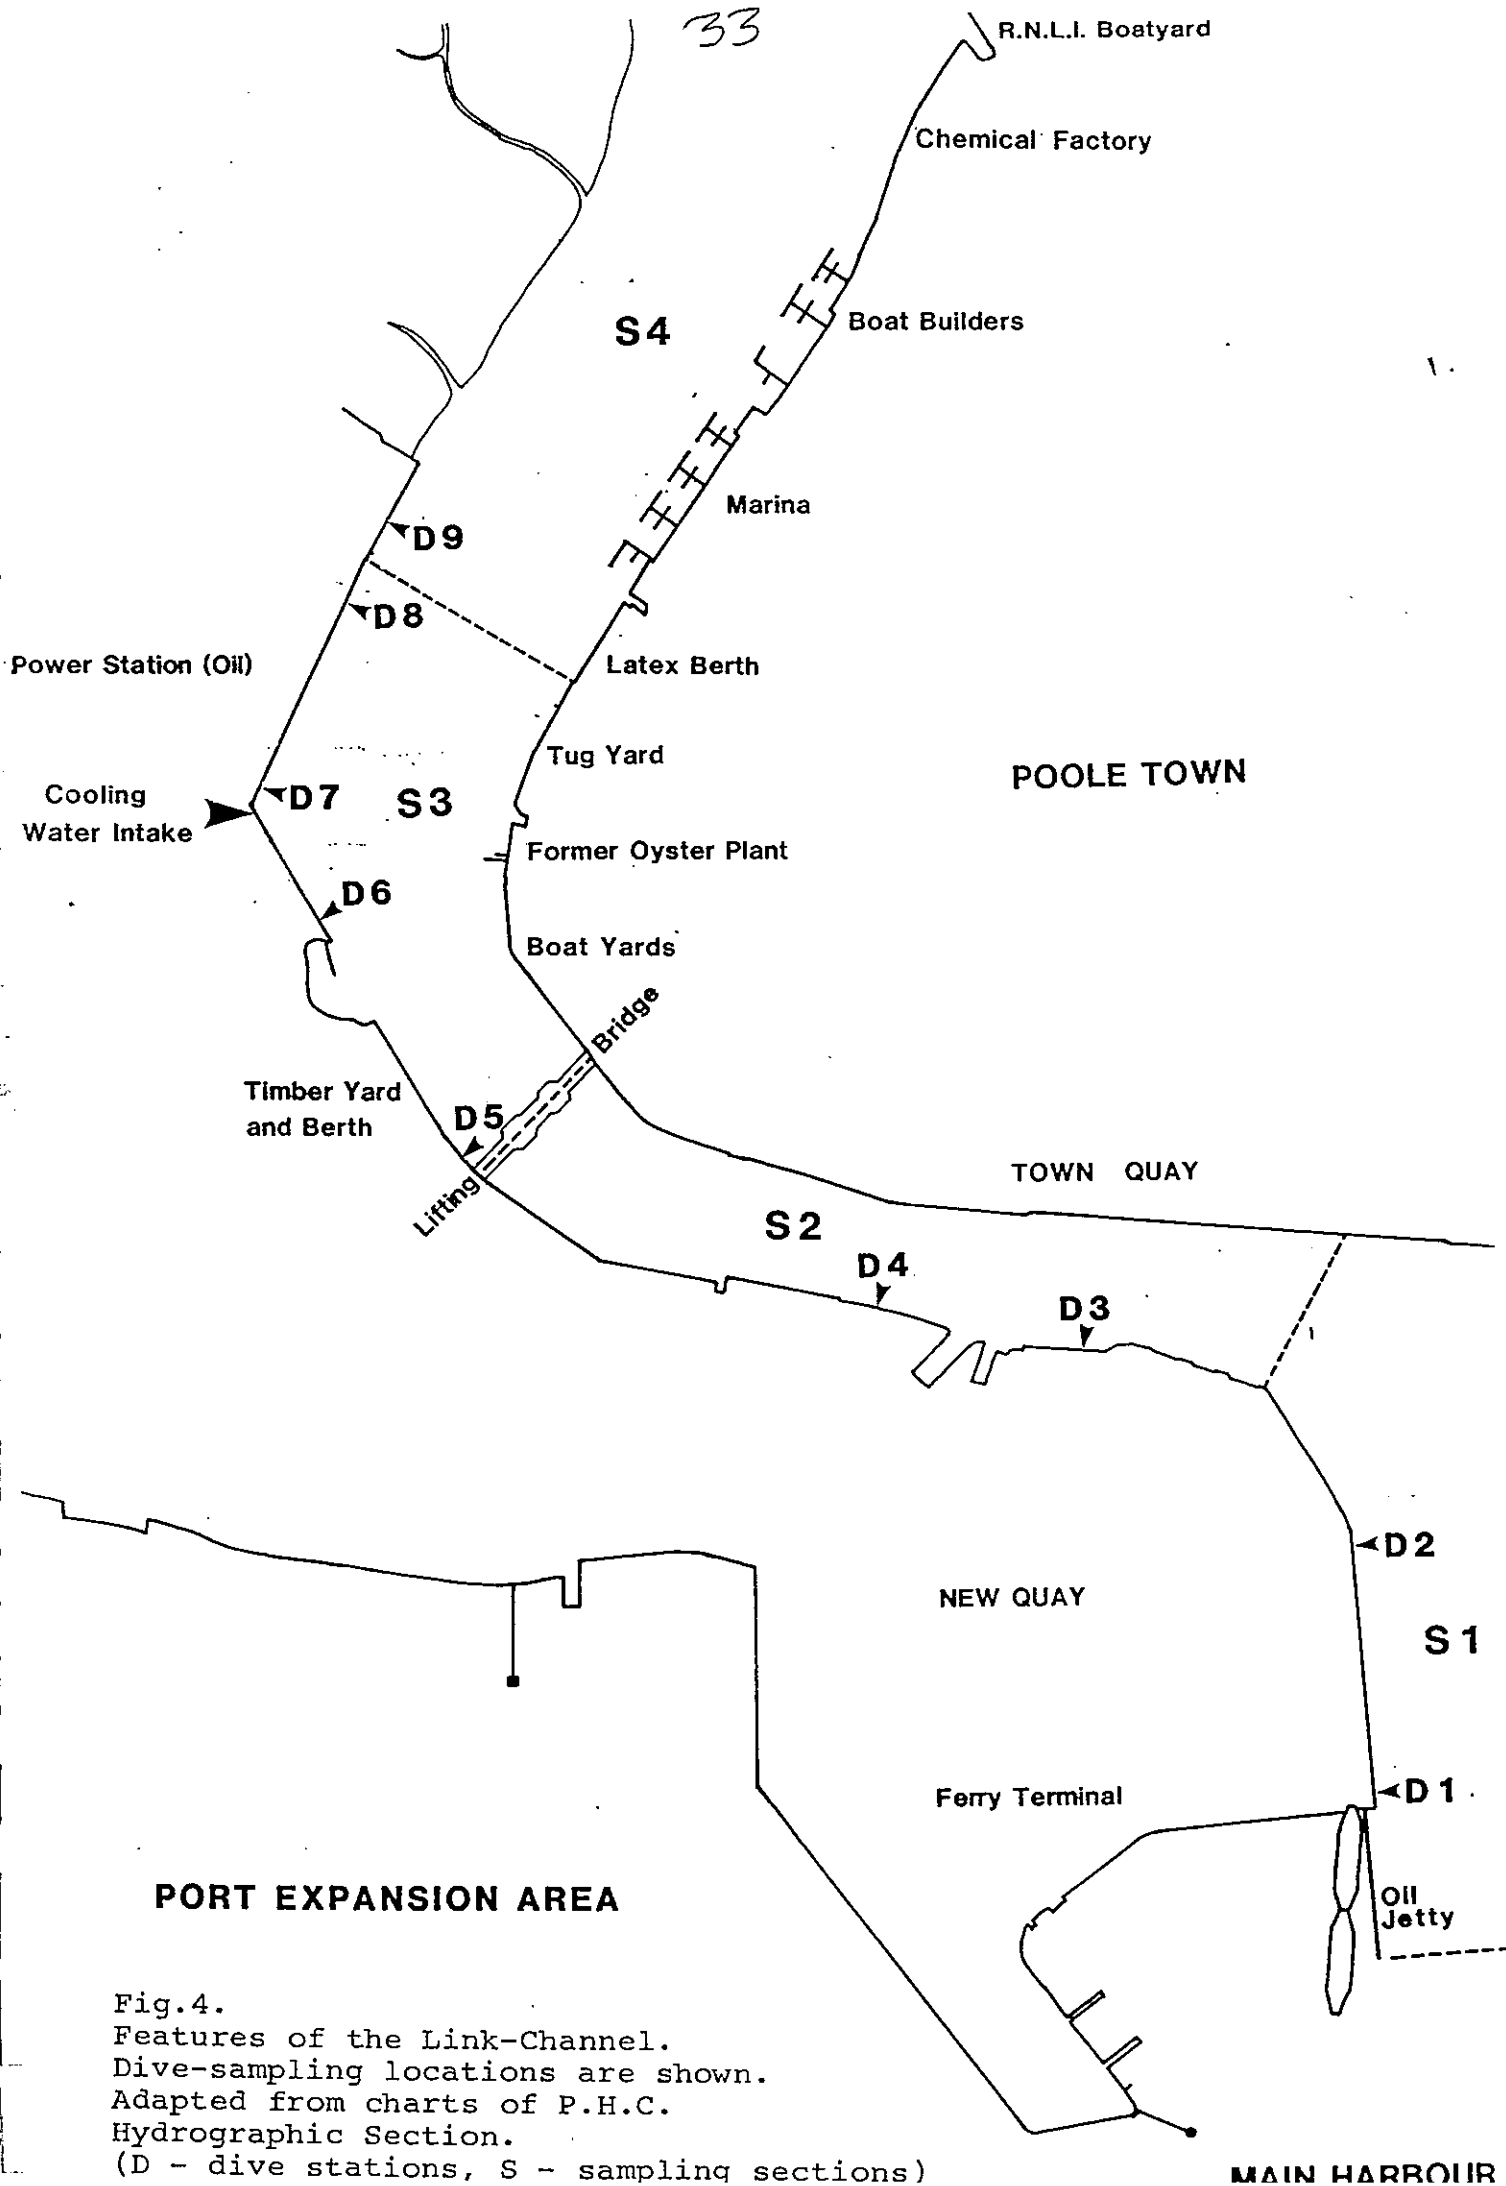 33
R.N.L.I. Boatyard
Chemical Factory
S4
Boat Builders
Marina
D9
D8
Power Station (Oil)
Latex Berth
Tug Yard
POOLE TOWN
Cooling
Water Intake
D7
S3
Former Oyster Plant
D6
Boat Yards
Bridge
Timber Yard
and Berth
D5
Lifting
TOWN QUAY
S2
D4
D3
D2
NEW QUAY
S1
Ferry Terminal
D1
PORT EXPANSION AREA
Oil
Jetty
Fig.4.
Features of the Link-Channel.
Dive-sampling locations are shown.
Adapted from charts of P.H.C.
Hydrographic Section.
(D - dive stations, S - sampling sections)
MAIN HARBOUR